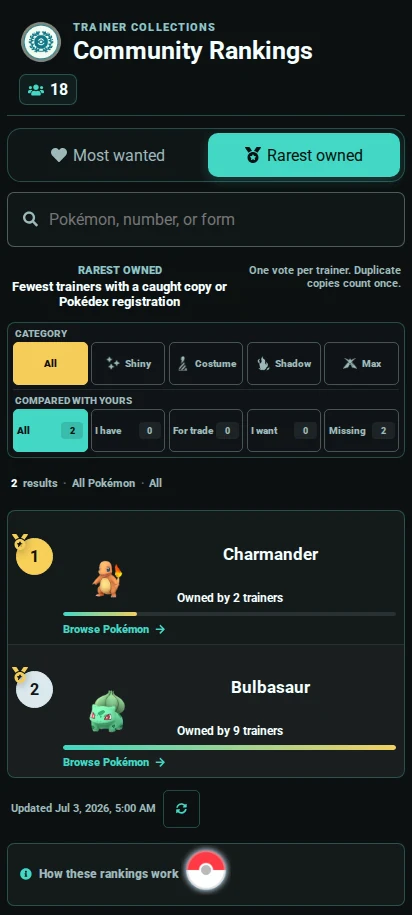 TRAINER COLLECTIONS
Community Rankings
18
Most wanted
Rarest owned
Pokémon, number, or form
RAREST OWNED
Fewest trainers with a caught copy or
Pokédex registration
One vote per trainer. Duplicate
copies count once.
CATEGORY
All
Shiny
Costume
Shadow
Max
COMPARED WITH YOURS
All 2
I have 0
For trade 0
I want 0
Missing 2
2 results · All Pokémon · All
1
Charmander
Owned by 2 trainers
Browse Pokémon →
2
Bulbasaur
Owned by 9 trainers
Browse Pokémon →
Updated Jul 3, 2026, 5:00 AM
How these rankings work